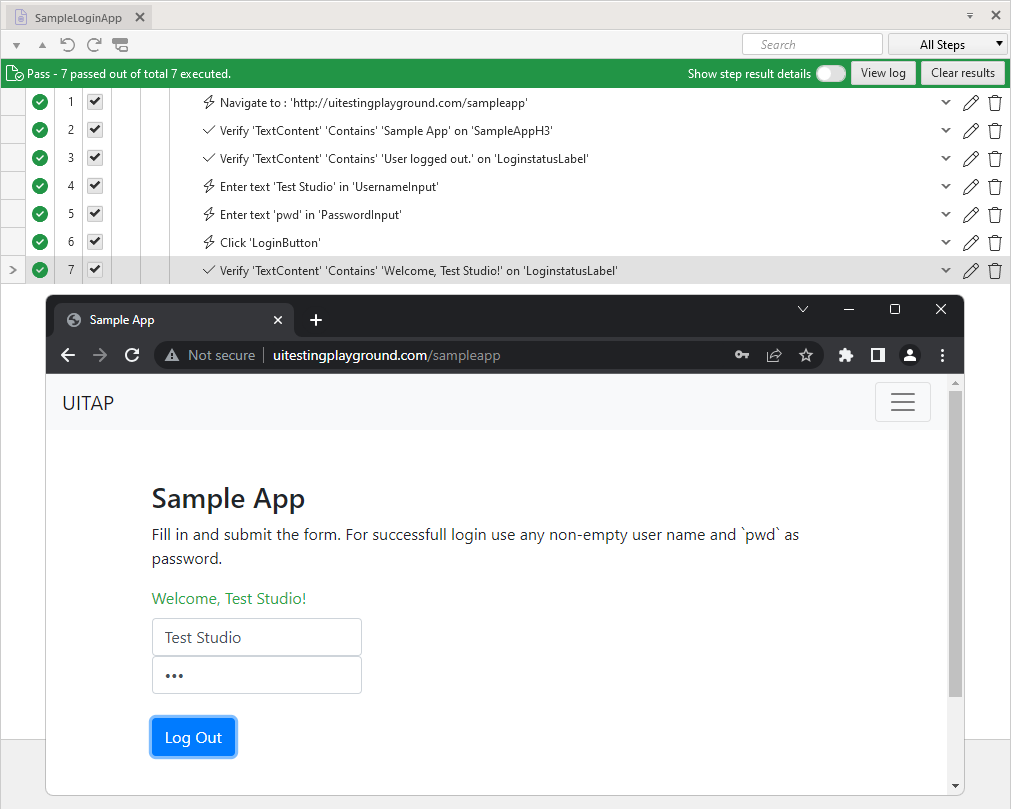 SampleLoginApp
Search
All Steps
Pass - 7 passed out of total 7 executed.
Show step result details
View log
Clear results
1 Navigate to : 'http://uitestingplayground.com/sampleapp'
2 Verify 'TextContent' 'Contains' 'Sample App' on 'SampleAppH3'
3 Verify 'TextContent' 'Contains' 'User logged out.' on 'LoginstatusLabel'
4 Enter text 'Test Studio' in 'UsernameInput'
5 Enter text 'pwd' in 'PasswordInput'
6 Click 'LoginButton'
7 Verify 'TextContent' 'Contains' 'Welcome, Test Studio!' on 'LoginstatusLabel'
Sample App
Not secure
uitestingplayground.com/sampleapp
UITAP
Sample App
Fill in and submit the form. For successfull login use any non-empty user name and `pwd` as
password.
Welcome, Test Studio!
Test Studio
•••
Log Out